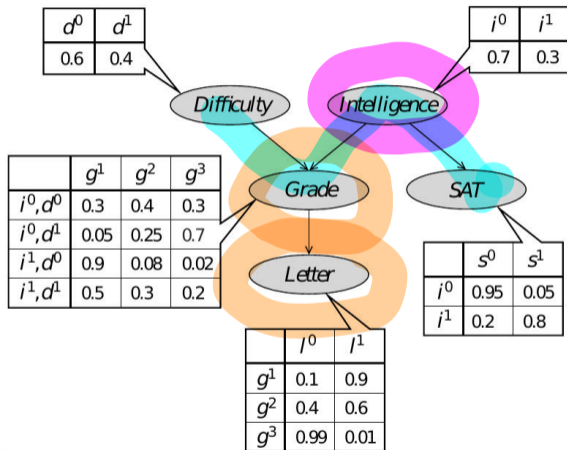 d⁰ d¹
0.6 0.4
i⁰ i¹
0.7 0.3
Difficulty
Intelligence
g¹ g² g³
i⁰,d⁰ 0.3 0.4 0.3
i⁰,d¹ 0.05 0.25 0.7
i¹,d⁰ 0.9 0.08 0.02
i¹,d¹ 0.5 0.3 0.2
Grade
SAT
Letter
s⁰ s¹
i⁰ 0.95 0.05
i¹ 0.2 0.8
l⁰ l¹
g¹ 0.1 0.9
g² 0.4 0.6
g³ 0.99 0.01